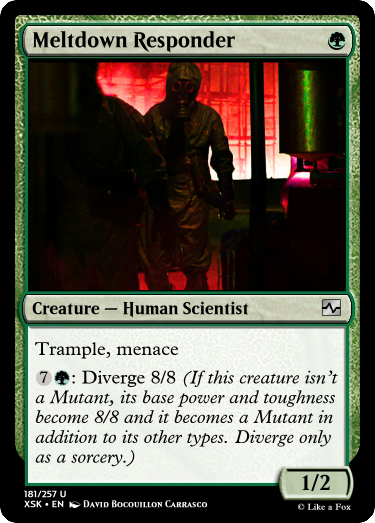 Meltdown Responder
Creature — Human Scientist
Trample, menace
7 : Diverge 8/8 (If this creature isn't
a Mutant, its base power and toughness
become 8/8 and it becomes a Mutant in
addition to its other types. Diverge only
as a sorcery.)
1/2
181/257 U
XSK • EN David Bocouillon Carrasco
© Like a Fox